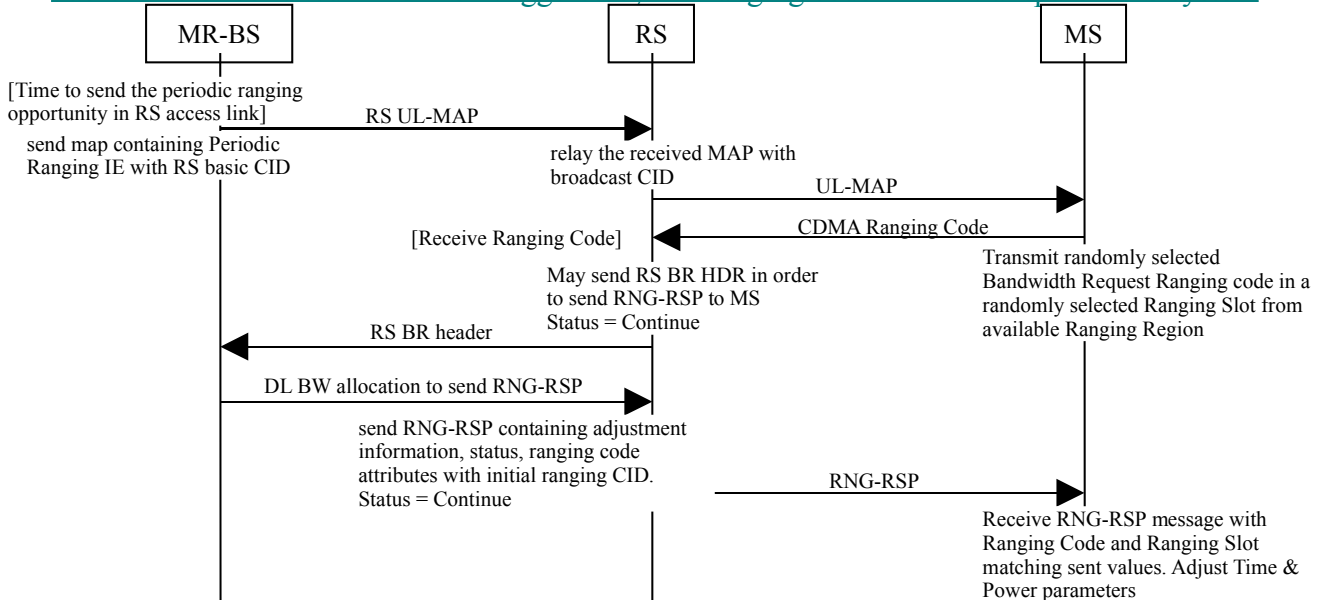 MR-BS
RS
MS
[Time to send the periodic ranging
opportunity in RS access link]
RS UL-MAP
send map containing Periodic
Ranging IE with RS basic CID
relay the received MAP with
broadcast CID
UL-MAP
[Receive Ranging Code]
CDMA Ranging Code
Transmit randomly selected
Bandwidth Request Ranging code in a
randomly selected Ranging Slot from
available Ranging Region
May send RS BR HDR in order
to send RNG-RSP to MS
Status = Continue
RS BR header
DL BW allocation to send RNG-RSP
send RNG-RSP containing adjustment
information, status, ranging code
attributes with initial ranging CID.
Status = Continue
RNG-RSP
Receive RNG-RSP message with
Ranging Code and Ranging Slot
matching sent values. Adjust Time &
Power parameters